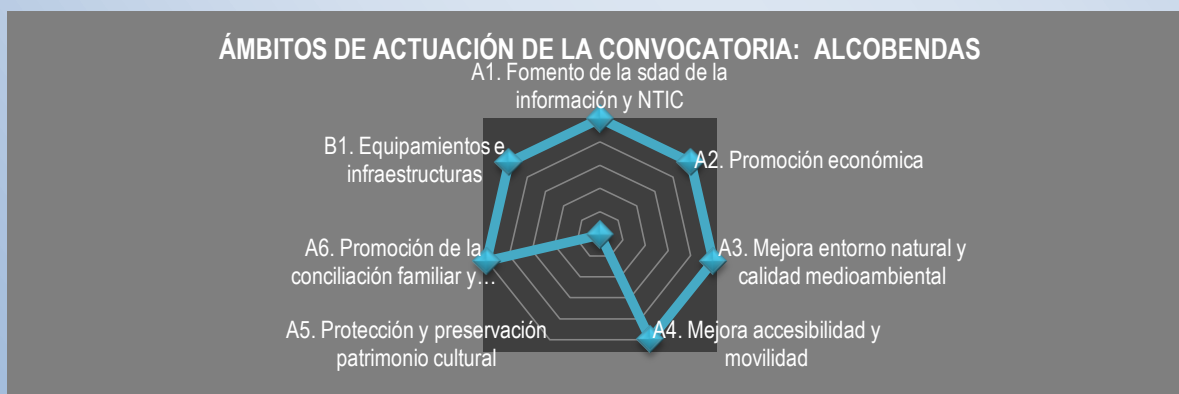 ÁMBITOS DE ACTUACIÓN DE LA CONVOCATORIA: ALCOBENDAS
A1. Fomento de la sdad de la
información y NTIC
A2. Promoción económica
A3. Mejora entorno natural y
calidad medioambiental
A4. Mejora accesibilidad y
movilidad
A5. Protección y preservación
patrimonio cultural
A6. Promoción de la
conciliación familiar y…
B1. Equipamientos e
infraestructuras